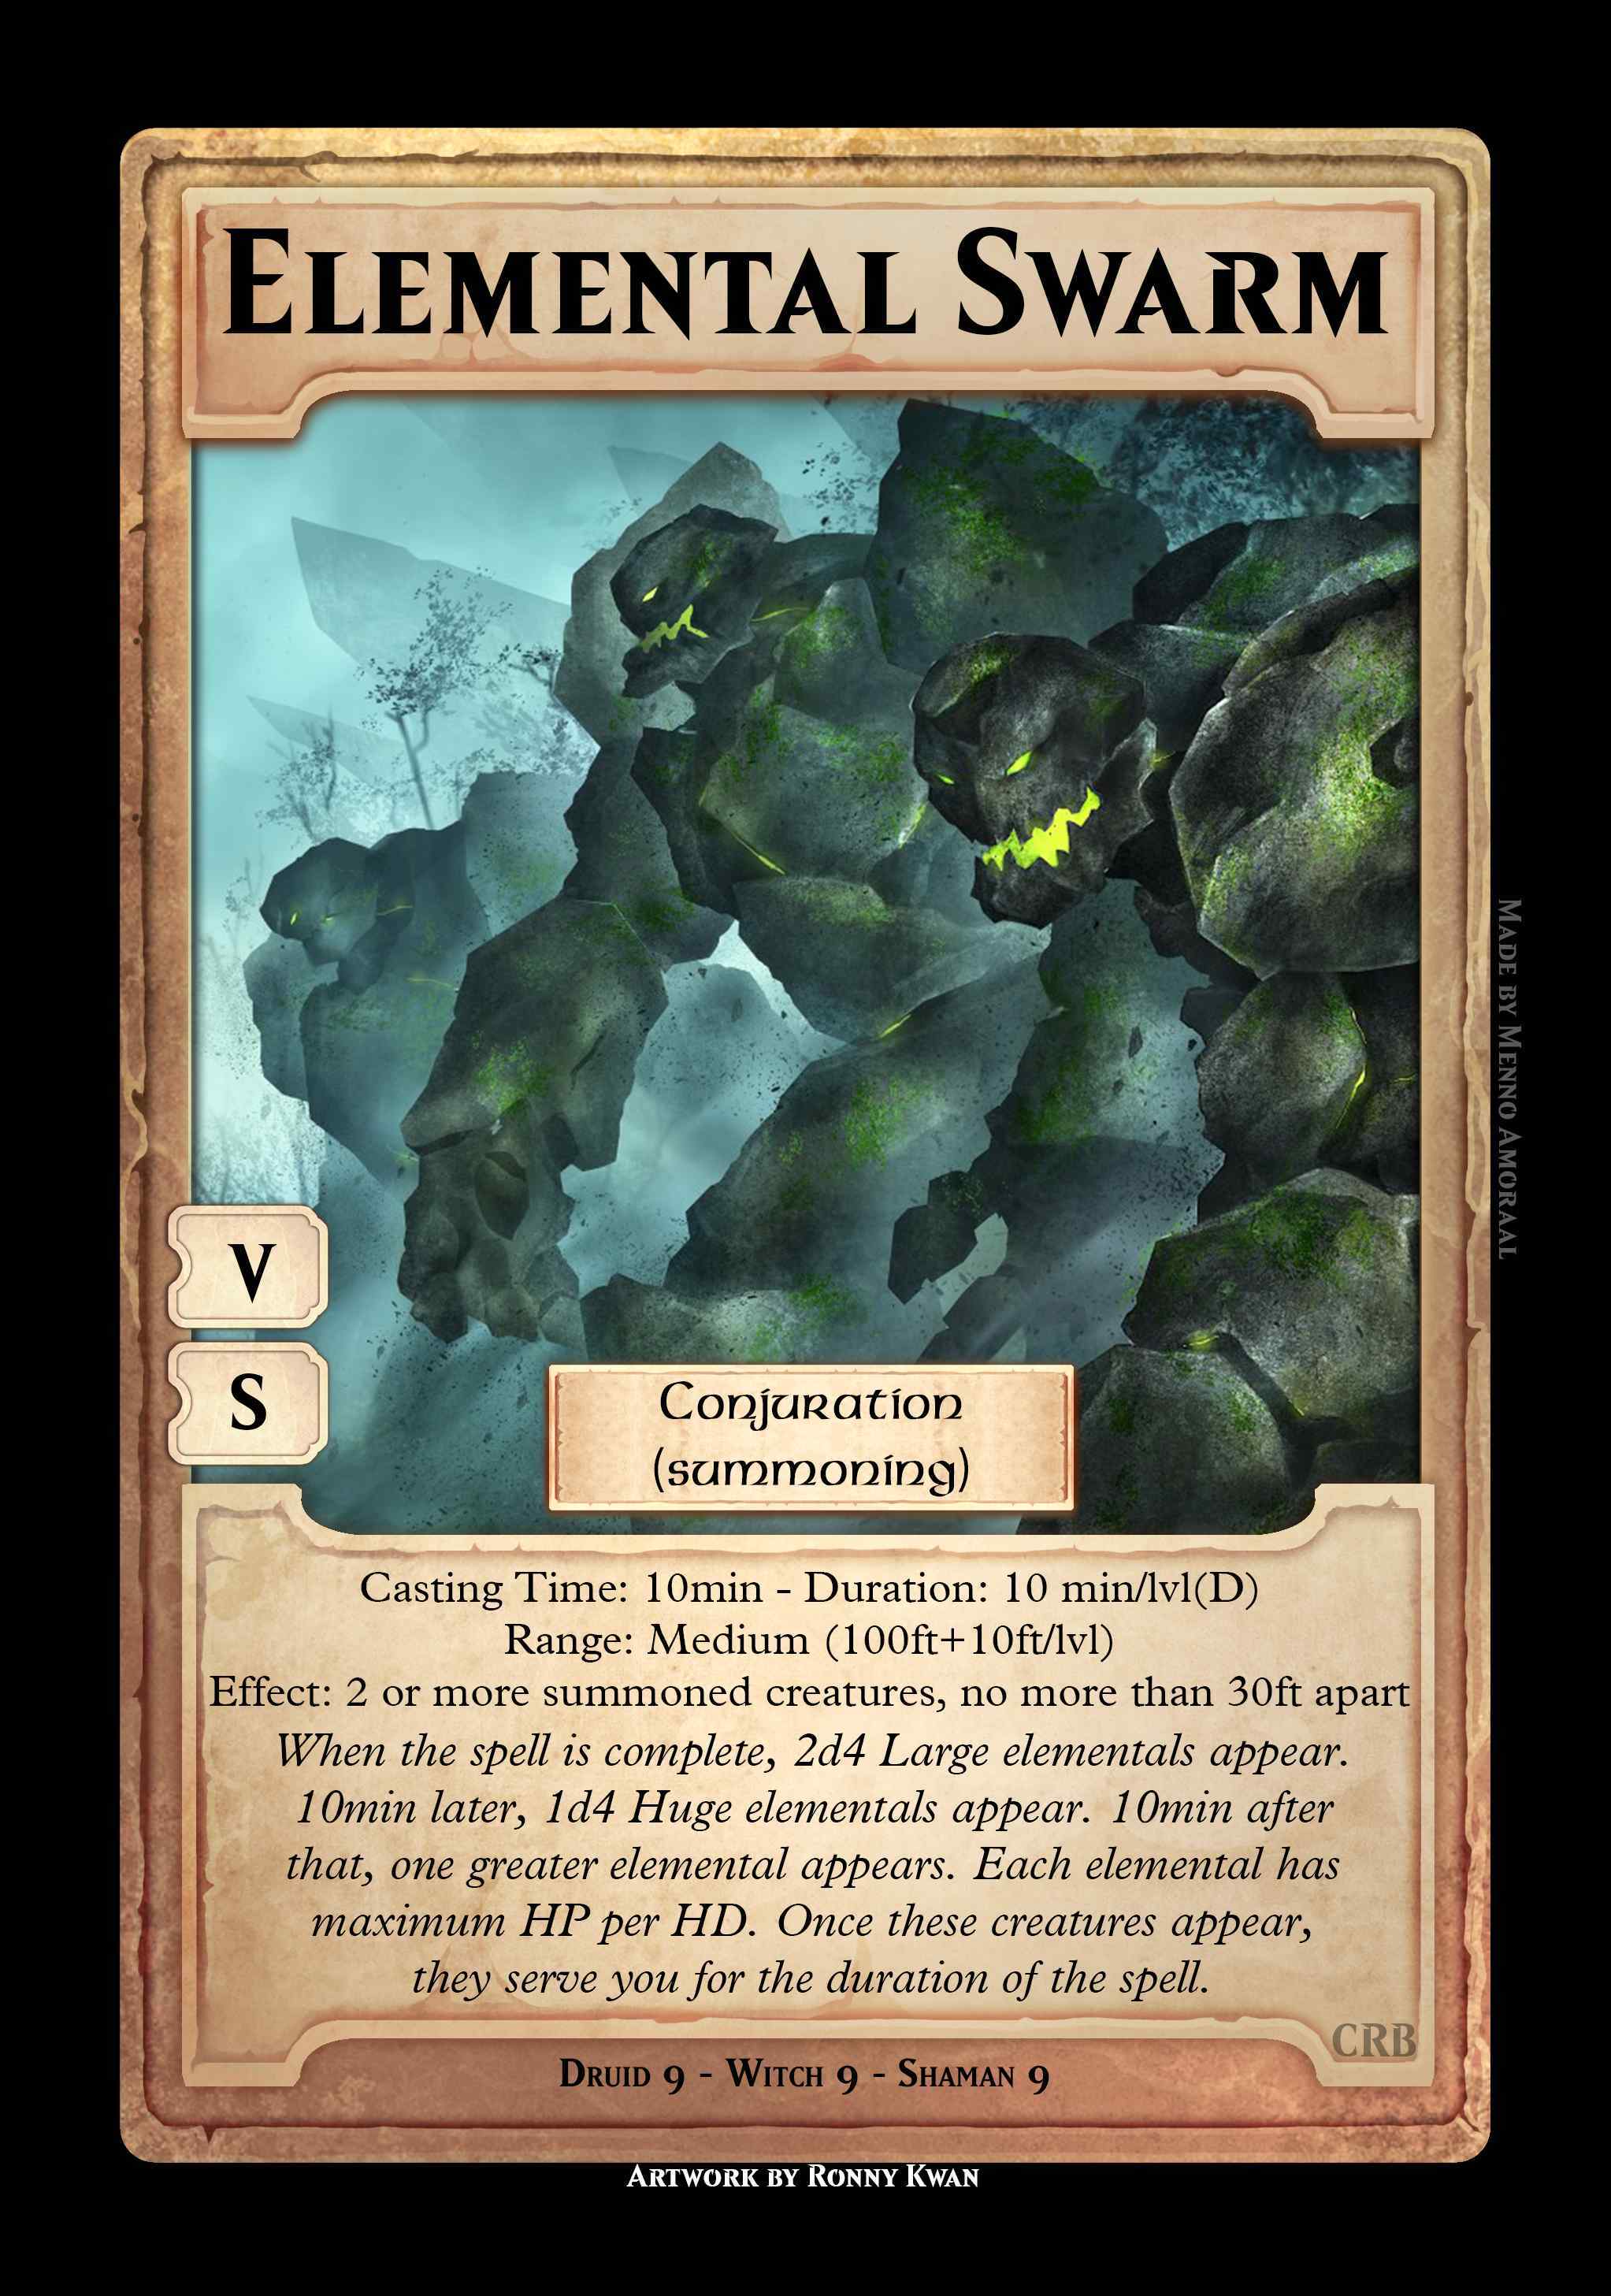 Elemental Swarm
V
S
Conjuration
(summoning)
Casting Time: 10min - Duration: 10 min/lvl(D)
Range: Medium (100ft+10ft/lvl)
Effect: 2 or more summoned creatures, no more than 30ft apart
When the spell is complete, 2d4 Large elementals appear.
10min later, 1d4 Huge elementals appear. 10min after
that, one greater elemental appears. Each elemental has
maximum HP per HD. Once these creatures appear,
they serve you for the duration of the spell.
CRB
Druid 9 - Witch 9 - Shaman 9
Artwork by Ronny Kwan
Made by Menno Amoraal